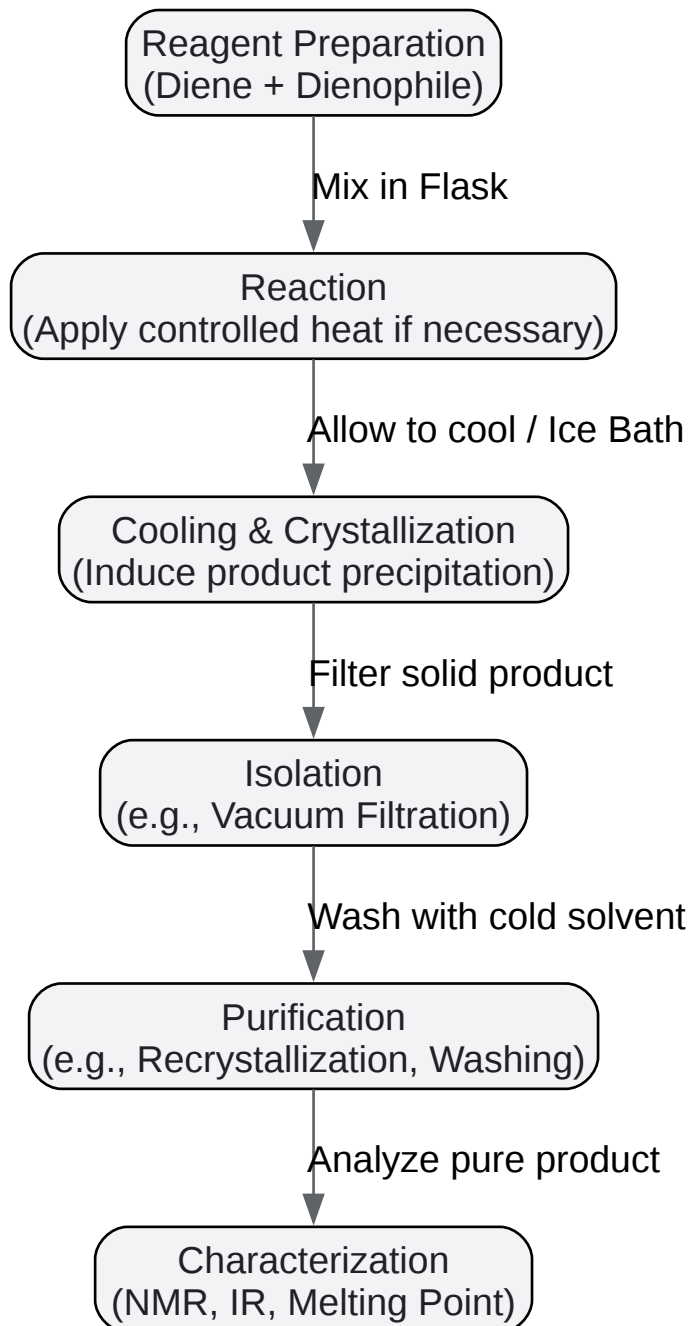 Reagent Preparation
(Diene + Dienophile)
Mix in Flask
Reaction
(Apply controlled heat if necessary)
Allow to cool / Ice Bath
Cooling & Crystallization
(Induce product precipitation)
Filter solid product
Isolation
(e.g., Vacuum Filtration)
Wash with cold solvent
Purification
(e.g., Recrystallization, Washing)
Analyze pure product
Characterization
(NMR, IR, Melting Point)